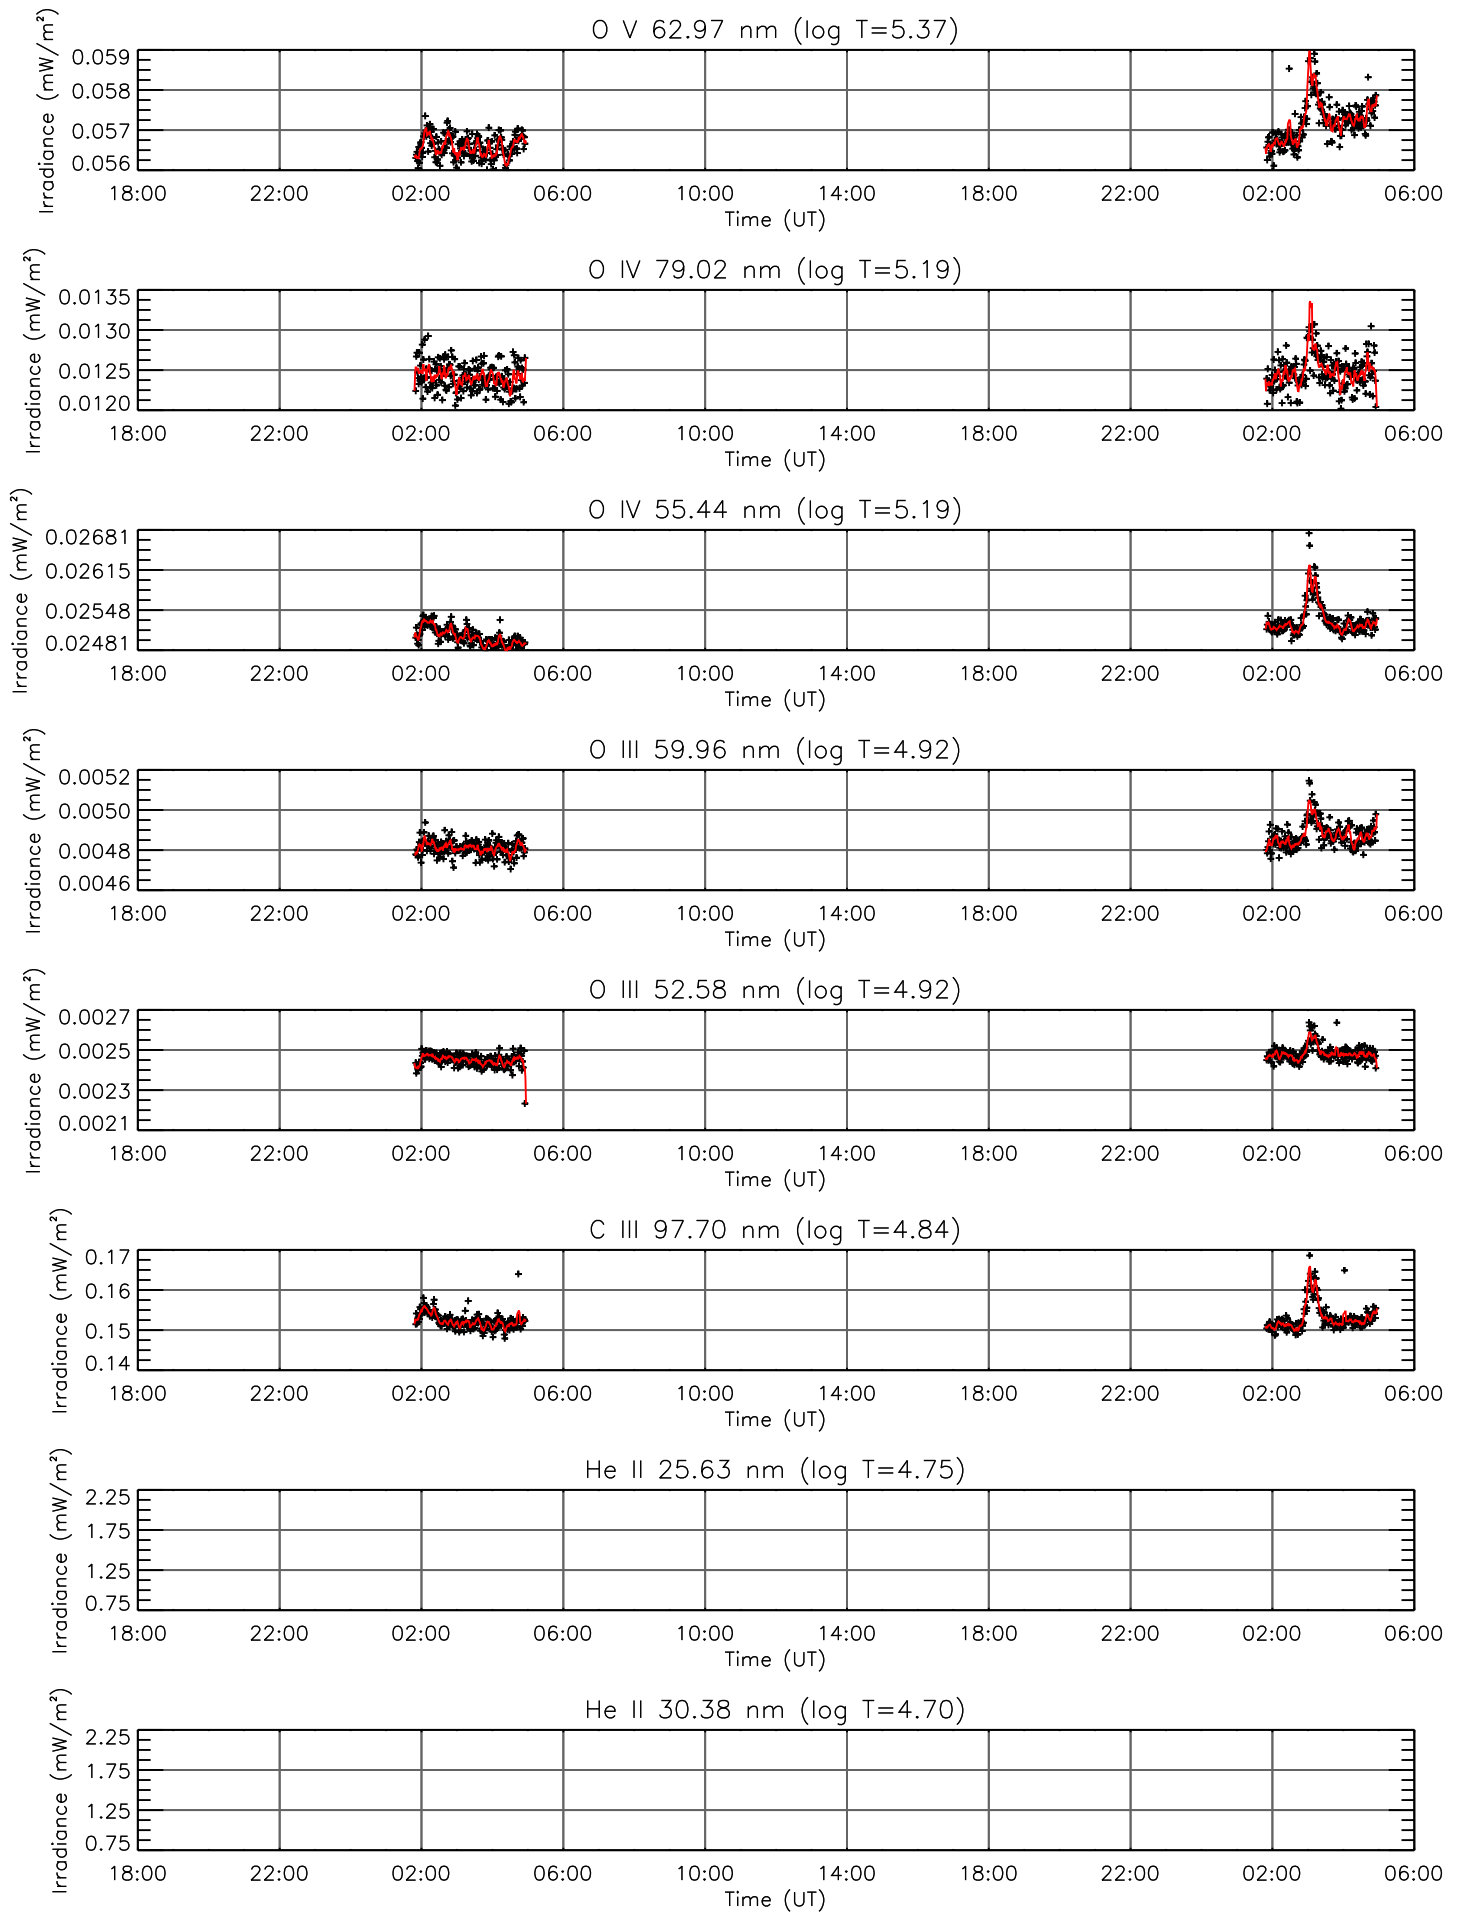 O V 62.97 nm (log T=5.37)
Irradiance (mW/m²)
0.059
0.058
0.057
0.056
18:00 22:00 02:00 06:00 10:00 14:00 18:00 22:00 02:00 06:00
Time (UT)
O IV 79.02 nm (log T=5.19)
Irradiance (mW/m²)
0.0135
0.0130
0.0125
0.0120
18:00 22:00 02:00 06:00 10:00 14:00 18:00 22:00 02:00 06:00
Time (UT)
O IV 55.44 nm (log T=5.19)
Irradiance (mW/m²)
0.02681
0.02615
0.02548
0.02481
18:00 22:00 02:00 06:00 10:00 14:00 18:00 22:00 02:00 06:00
Time (UT)
O III 59.96 nm (log T=4.92)
Irradiance (mW/m²)
0.0052
0.0050
0.0048
0.0046
18:00 22:00 02:00 06:00 10:00 14:00 18:00 22:00 02:00 06:00
Time (UT)
O III 52.58 nm (log T=4.92)
Irradiance (mW/m²)
0.0027
0.0025
0.0023
0.0021
18:00 22:00 02:00 06:00 10:00 14:00 18:00 22:00 02:00 06:00
Time (UT)
C III 97.70 nm (log T=4.84)
Irradiance (mW/m²)
0.17
0.16
0.15
0.14
18:00 22:00 02:00 06:00 10:00 14:00 18:00 22:00 02:00 06:00
Time (UT)
He II 25.63 nm (log T=4.75)
Irradiance (mW/m²)
2.25
1.75
1.25
0.75
18:00 22:00 02:00 06:00 10:00 14:00 18:00 22:00 02:00 06:00
Time (UT)
He II 30.38 nm (log T=4.70)
Irradiance (mW/m²)
2.25
1.75
1.25
0.75
18:00 22:00 02:00 06:00 10:00 14:00 18:00 22:00 02:00 06:00
Time (UT)